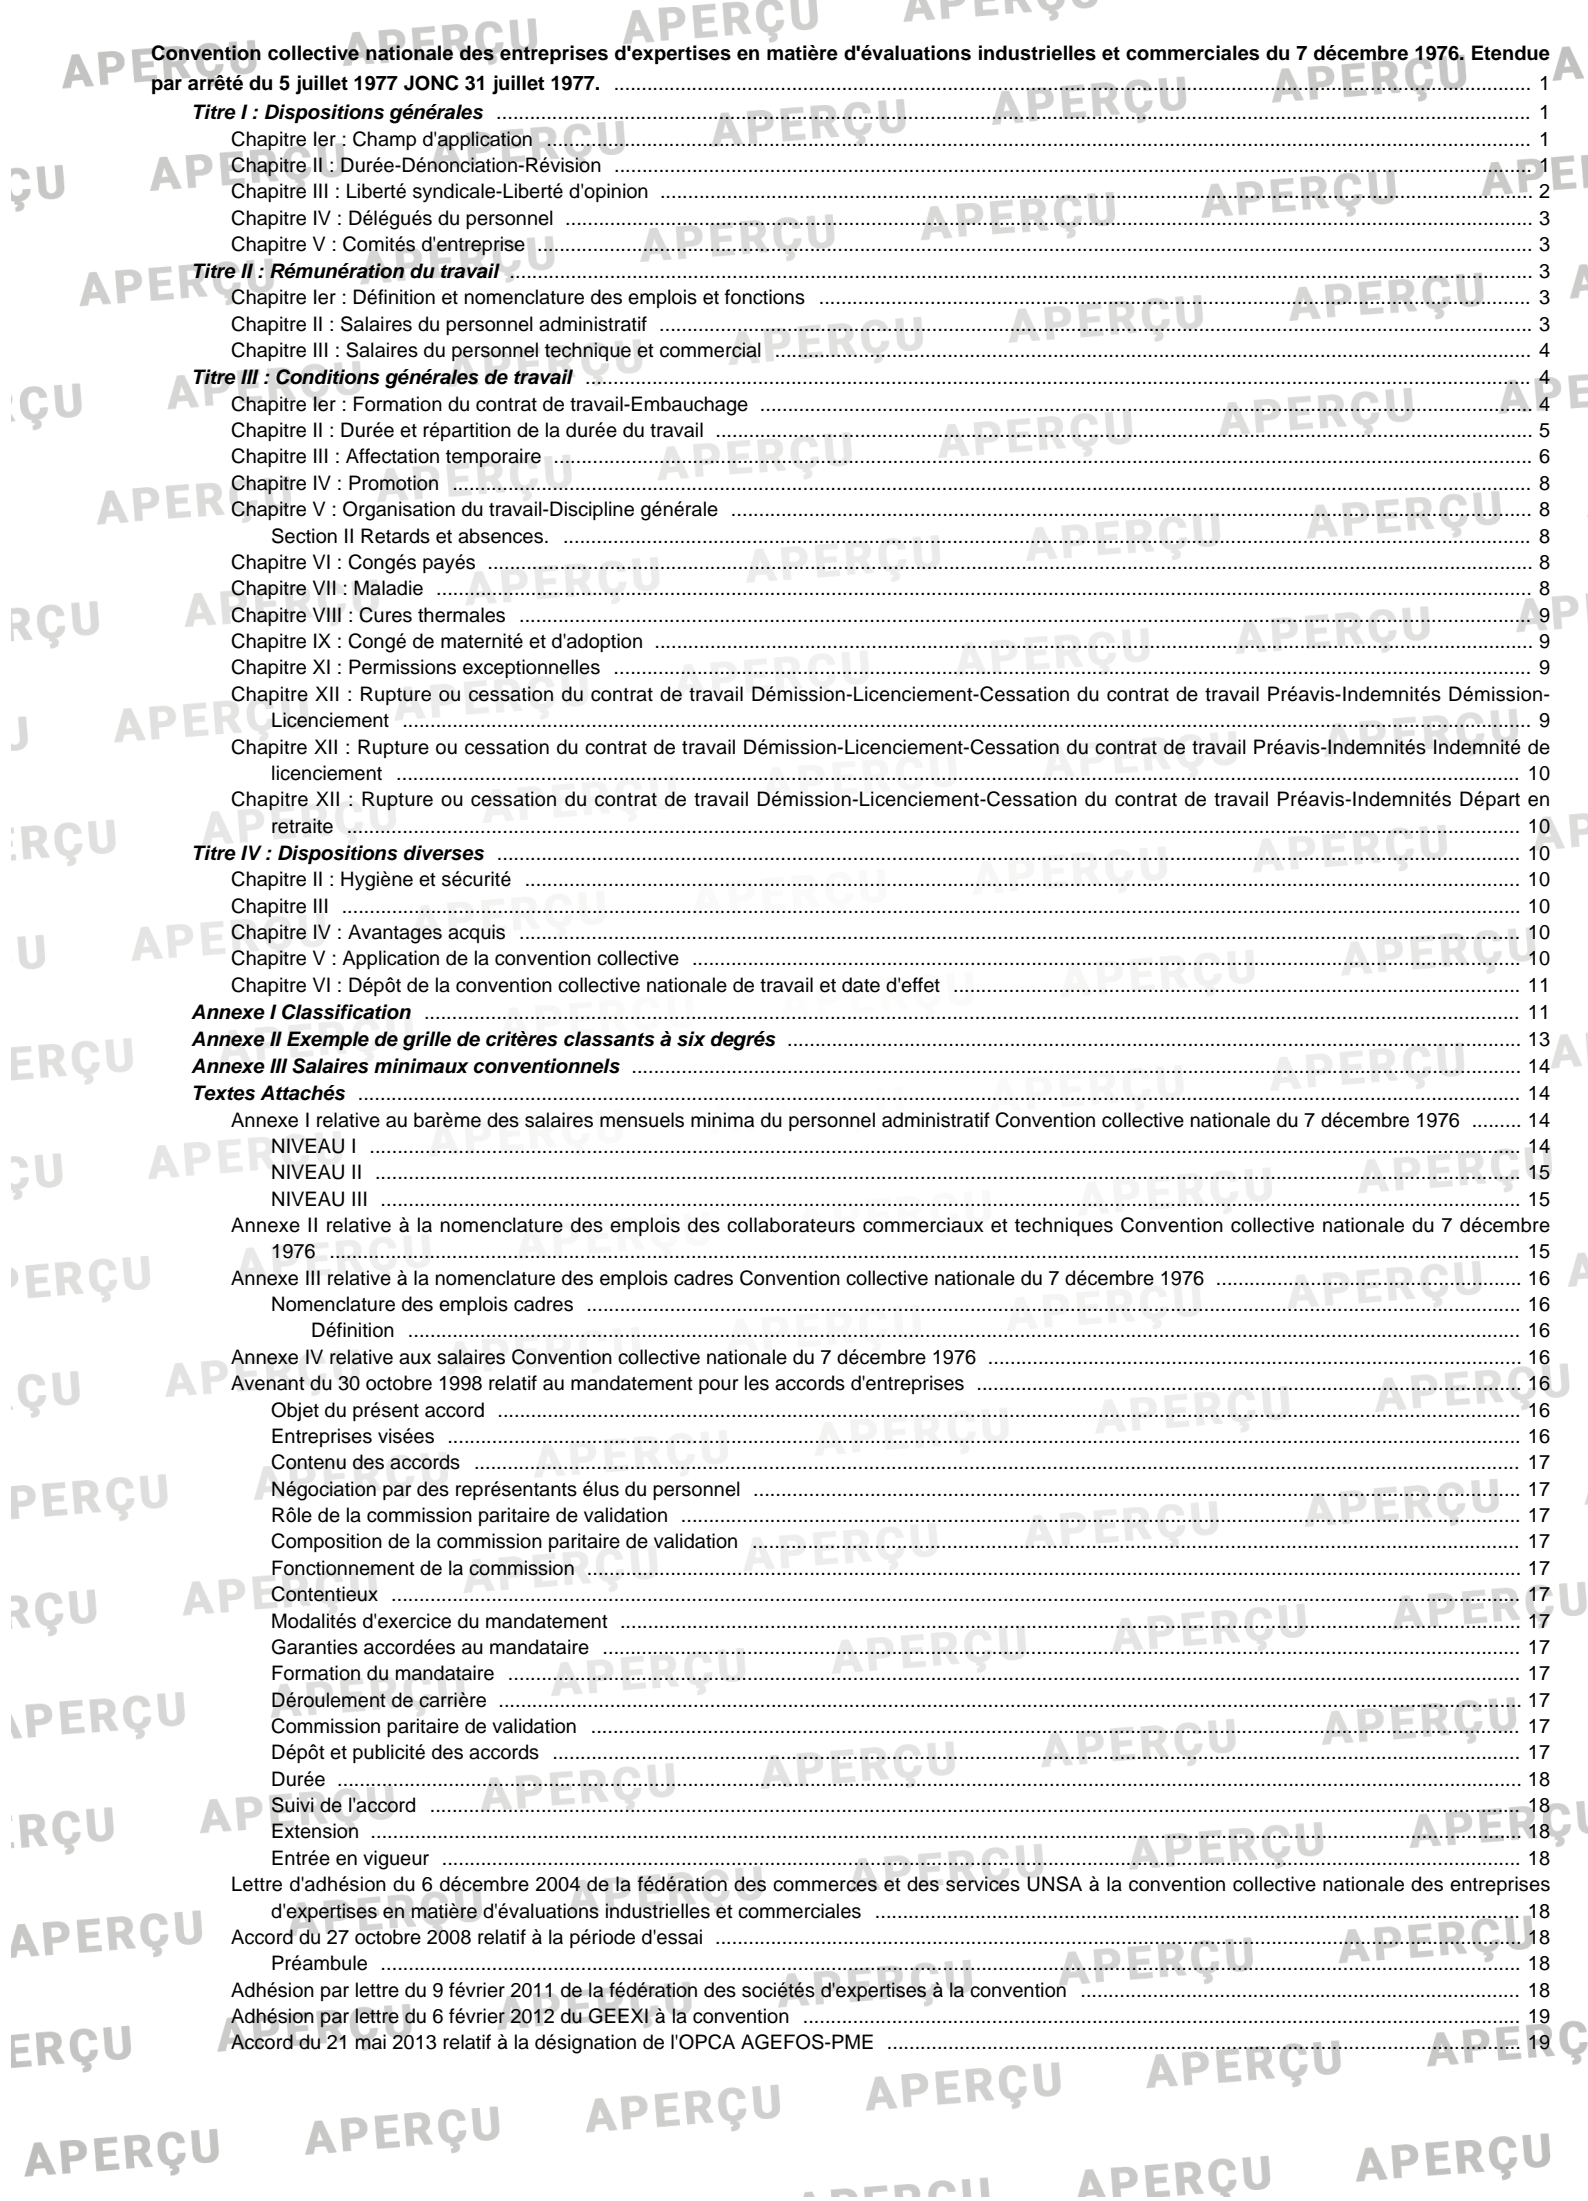 Convention collective nationale des entreprises d'expertises en matière d'évaluations industrielles et commerciales du 7 décembre 1976. Etendue
par arrêté du 5 juillet 1977 JONC 31 juillet 1977. 1
Titre I : Dispositions générales 1
Chapitre Ier : Champ d'application 1
Chapitre II : Durée-Dénonciation-Révision 1
Chapitre III : Liberté syndicale-Liberté d'opinion 2
Chapitre IV : Délégués du personnel 3
Chapitre V : Comités d'entreprise 3
Titre II : Rémunération du travail 3
Chapitre Ier : Définition et nomenclature des emplois et fonctions 3
Chapitre II : Salaires du personnel administratif 3
Chapitre III : Salaires du personnel technique et commercial 4
Titre III : Conditions générales de travail 4
Chapitre Ier : Formation du contrat de travail-Embauchage 4
Chapitre II : Durée et répartition de la durée du travail 5
Chapitre III : Affectation temporaire 6
Chapitre IV : Promotion 8
Chapitre V : Organisation du travail-Discipline générale 8
Section II Retards et absences. 8
Chapitre VI : Congés payés 8
Chapitre VII : Maladie 8
Chapitre VIII : Cures thermales 9
Chapitre IX : Congé de maternité et d'adoption 9
Chapitre XI : Permissions exceptionnelles 9
Chapitre XII : Rupture ou cessation du contrat de travail Démission-Licenciement-Cessation du contrat de travail Préavis-Indemnités Démission-
Licenciement 9
Chapitre XII : Rupture ou cessation du contrat de travail Démission-Licenciement-Cessation du contrat de travail Préavis-Indemnités Indemnité de
licenciement 10
Chapitre XII : Rupture ou cessation du contrat de travail Démission-Licenciement-Cessation du contrat de travail Préavis-Indemnités Départ en
retraite 10
Titre IV : Dispositions diverses 10
Chapitre II : Hygiène et sécurité 10
Chapitre III 10
Chapitre IV : Avantages acquis 10
Chapitre V : Application de la convention collective 10
Chapitre VI : Dépôt de la convention collective nationale de travail et date d'effet 11
Annexe I Classification 11
Annexe II Exemple de grille de critères classants à six degrés 13
Annexe III Salaires minimaux conventionnels 14
Textes Attachés 14
Annexe I relative au barème des salaires mensuels minima du personnel administratif Convention collective nationale du 7 décembre 1976 14
NIVEAU I 14
NIVEAU II 15
NIVEAU III 15
Annexe II relative à la nomenclature des emplois des collaborateurs commerciaux et techniques Convention collective nationale du 7 décembre
1976 15
Annexe III relative à la nomenclature des emplois cadres Convention collective nationale du 7 décembre 1976 16
Nomenclature des emplois cadres 16
Définition 16
Annexe IV relative aux salaires Convention collective nationale du 7 décembre 1976 16
Avenant du 30 octobre 1998 relatif au mandatement pour les accords d'entreprises 16
Objet du présent accord 16
Entreprises visées 16
Contenu des accords 17
Négociation par des représentants élus du personnel 17
Rôle de la commission paritaire de validation 17
Composition de la commission paritaire de validation 17
Fonctionnement de la commission 17
Contentieux 17
Modalités d'exercice du mandatement 17
Garanties accordées au mandataire 17
Formation du mandataire 17
Déroulement de carrière 17
Commission paritaire de validation 17
Dépôt et publicité des accords 17
Durée 18
Suivi de l'accord 18
Extension 18
Entrée en vigueur 18
Lettre d'adhésion du 6 décembre 2004 de la fédération des commerces et des services UNSA à la convention collective nationale des entreprises
d'expertises en matière d'évaluations industrielles et commerciales 18
Accord du 27 octobre 2008 relatif à la période d'essai 18
Préambule 18
Adhésion par lettre du 9 février 2011 de la fédération des sociétés d'expertises à la convention 18
Adhésion par lettre du 6 février 2012 du GEEXI à la convention 19
Accord du 21 mai 2013 relatif à la désignation de l'OPCA AGEFOS-PME 19
APERÇU